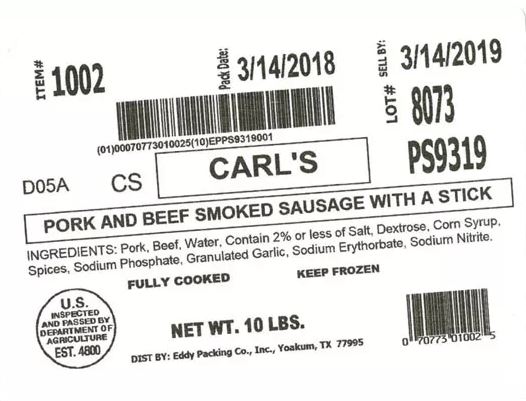 ITEM# 1002
Pack Date: 3/14/2018
SELL BY: 3/14/2019
LOT# 8073
(01)00070773010025(10)EPPS9319001
PS9319
D05A CS CARL'S
PORK AND BEEF SMOKED SAUSAGE WITH A STICK
INGREDIENTS: Pork, Beef, Water, Contain 2% or less of Salt, Dextrose, Corn Syrup,
Spices, Sodium Phosphate, Granulated Garlic, Sodium Erythorbate, Sodium Nitrite.
FULLY COOKED KEEP FROZEN
U.S.
INSPECTED
AND PASSED BY
DEPARTMENT OF
AGRICULTURE
EST. 4800
NET WT. 10 LBS.
DIST BY: Eddy Packing Co., Inc., Yoakum, TX 77995
0 70773 01002 5